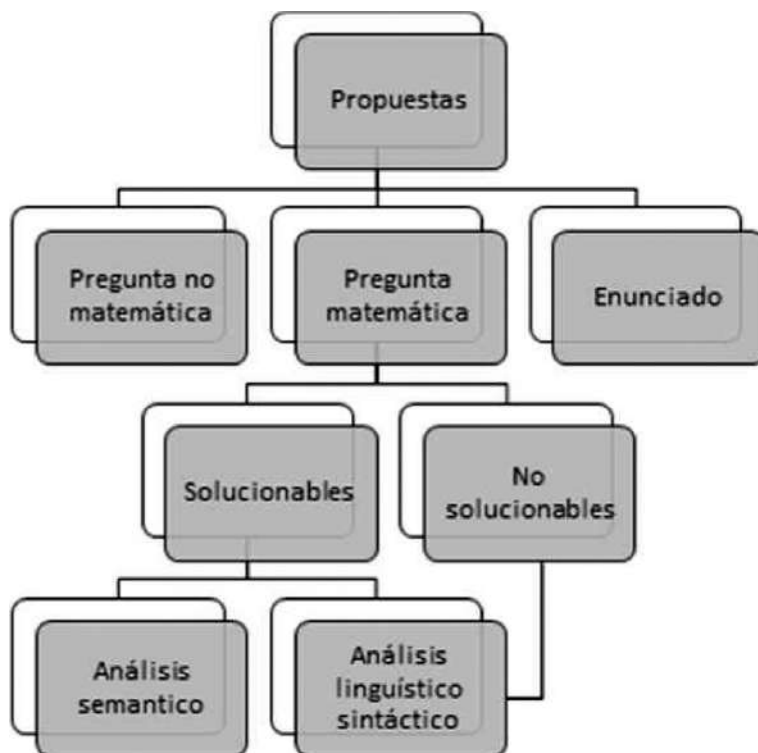 Propuestas
Pregunta no
matemática
Pregunta
matemática
Enunciado
Solucionables
No
solucionables
Análisis
semantico
Análisis
linguístico
sintáctico